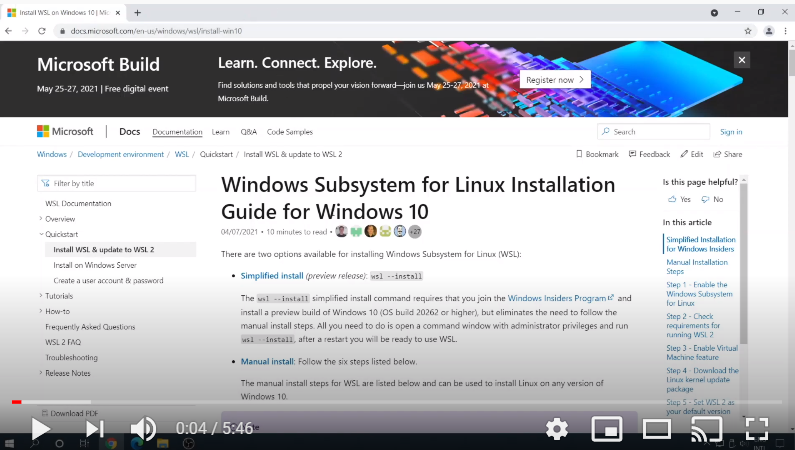 Install WSL on Windows 10 | Mic
docs.microsoft.com/en-us/windows/wsl/install-win10
Microsoft Build
May 25-27, 2021 | Free digital event
Learn. Connect. Explore.
Find solutions and tools that propel your vision forward—join us May 25-27, 2021 at
Microsoft Build.
Register now
Microsoft
Docs Documentation Learn Q&A Code Samples
Search
Sign in
Windows / Development environment / WSL / Quickstart / Install WSL & update to WSL 2
Bookmark Feedback Edit Share
Filter by title
WSL Documentation
Overview
Quickstart
Install WSL & update to WSL 2
Install on Windows Server
Create a user account & password
Tutorials
How-to
Frequently Asked Questions
WSL 2 FAQ
Troubleshooting
Release Notes
Download PDF
Windows Subsystem for Linux Installation
Guide for Windows 10
04/07/2021 • 10 minutes to read • +27
There are two options available for installing Windows Subsystem for Linux (WSL):
• Simplified install (preview release): wsl --install
The wsl --install simplified install command requires that you join the Windows Insiders Program and
install a preview build of Windows 10 (OS build 20262 or higher), but eliminates the need to follow the
manual install steps. All you need to do is open a command window with administrator privileges and run
wsl --install, after a restart you will be ready to use WSL.
• Manual install: Follow the six steps listed below.
The manual install steps for WSL are listed below and can be used to install Linux on any version of
Windows 10.
Is this page helpful?
Yes No
In this article
Simplified Installation
for Windows Insiders
Manual Installation
Steps
Step 1 - Enable the
Windows Subsystem
for Linux
Step 2 - Check
requirements for
running WSL 2
Step 3 - Enable Virtual
Machine feature
Step 4 - Download the
Linux kernel update
package
Step 5 - Set WSL 2 as
your default version
0:04 / 5:46